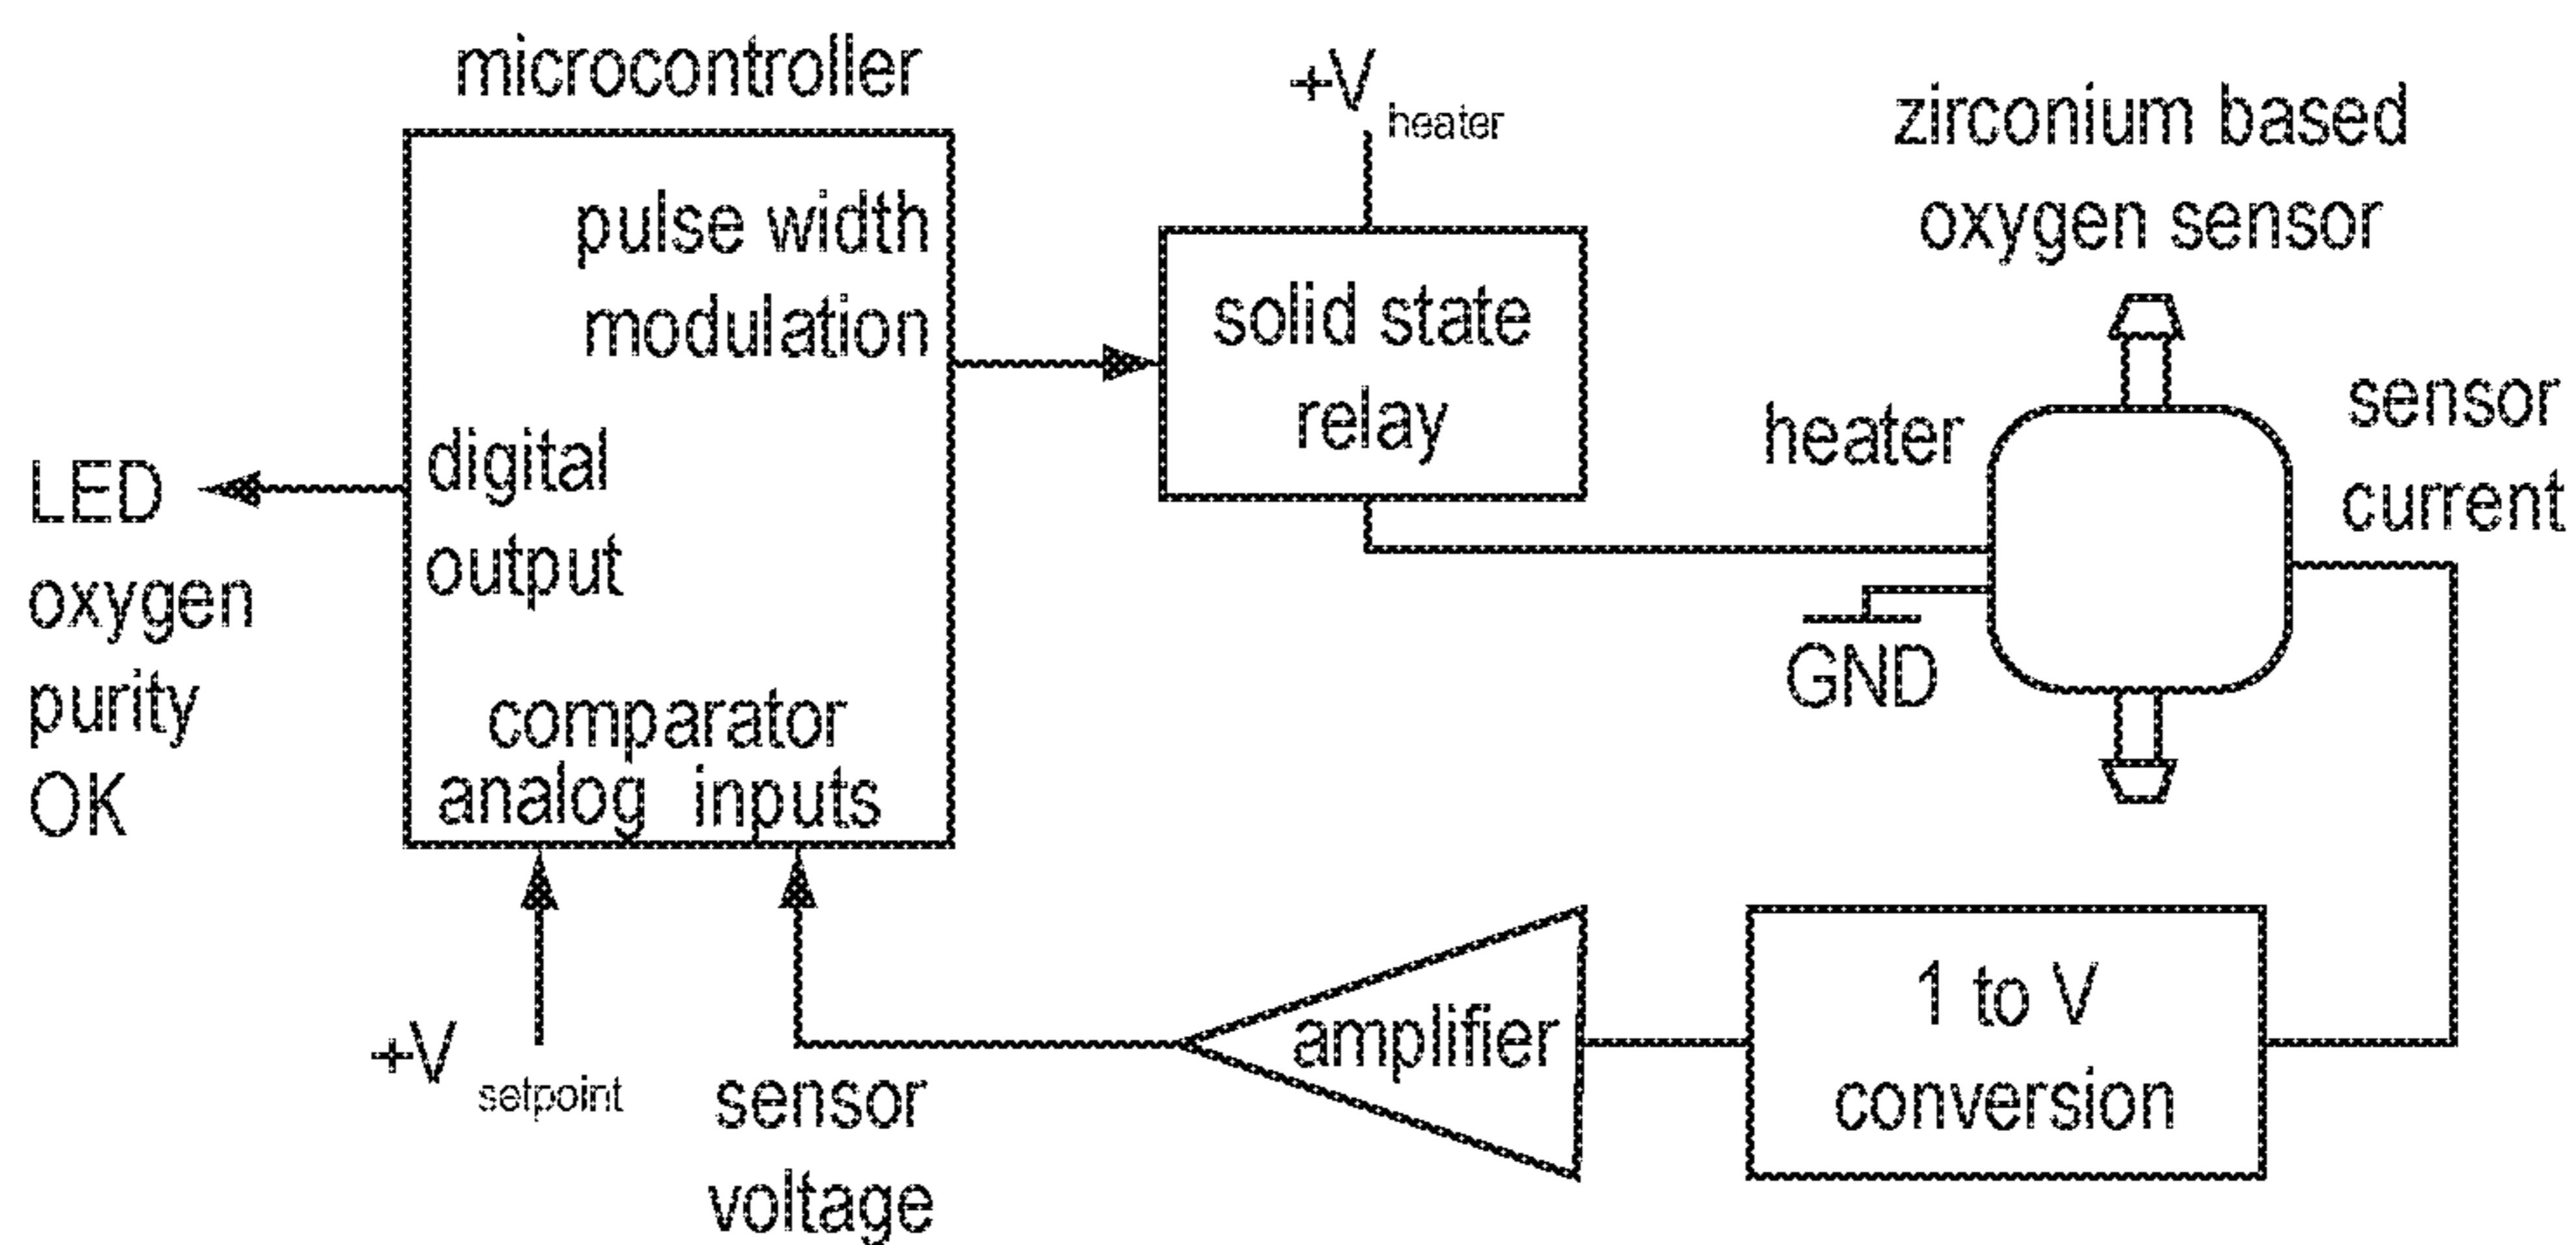 microcontroller
pulse width
modulation
digital
output
comparator
analog inputs
LED
oxygen
purity
OK
+V setpoint
sensor
voltage
+V heater
solid state
relay
zirconium based
oxygen sensor
heater
GND
sensor
current
amplifier
1 to V
conversion